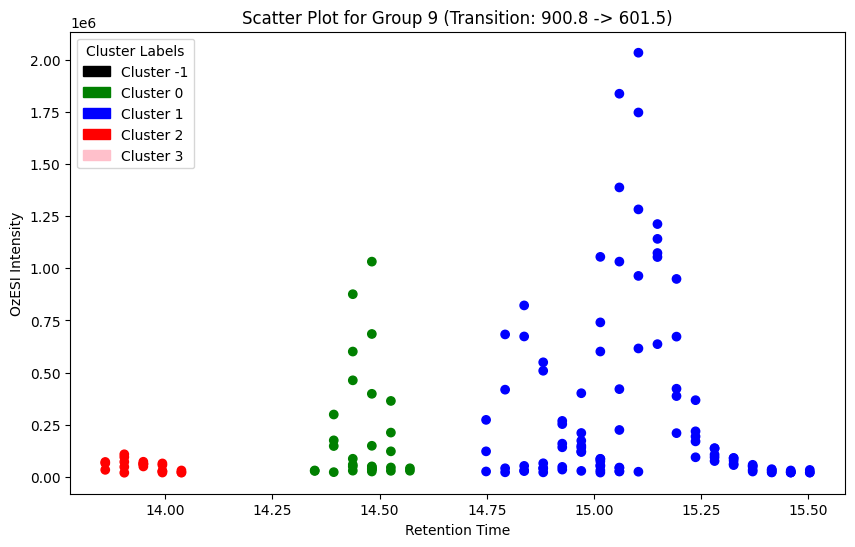 Scatter Plot for Group 9 (Transition: 900.8 -> 601.5)
1e6
Cluster Labels
Cluster -1
Cluster 0
Cluster 1
Cluster 2
Cluster 3
2.00
1.75
1.50
1.25
1.00
0.75
0.50
0.25
0.00
OzESI Intensity
14.00 14.25 14.50 14.75 15.00 15.25 15.50
Retention Time